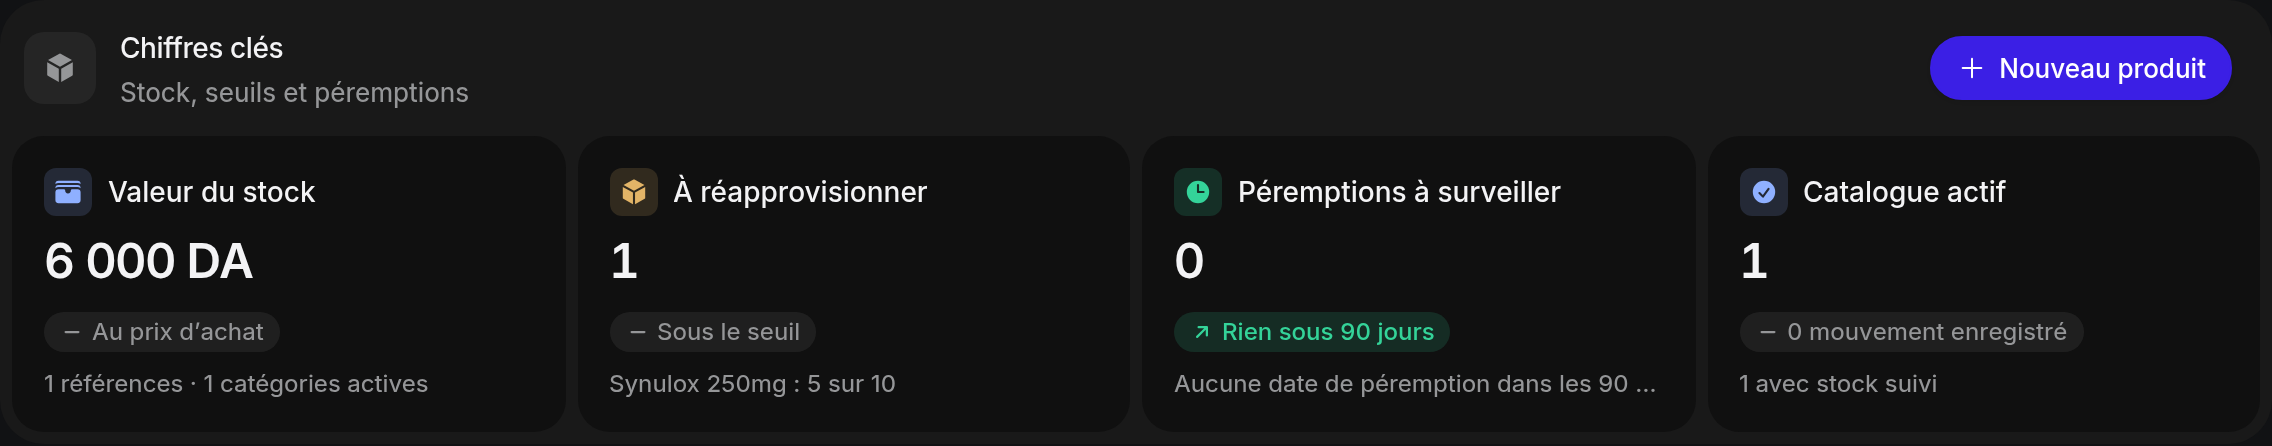 Chiffres clés
Stock, seuils et péremptions
Nouveau produit
Valeur du stock
6 000 DA
Au prix d’achat
1 références · 1 catégories actives
À réapprovisionner
1
Sous le seuil
Synulox 250mg : 5 sur 10
Péremptions à surveiller
0
Rien sous 90 jours
Aucune date de péremption dans les 90 ...
Catalogue actif
1
0 mouvement enregistré
1 avec stock suivi